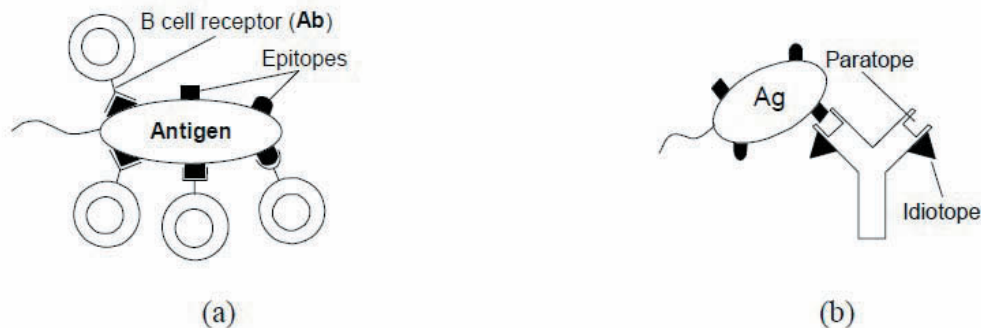 B cell receptor (Ab)
Epitopes
Antigen
(a)
Paratope
Ag
Idiotope
(b)